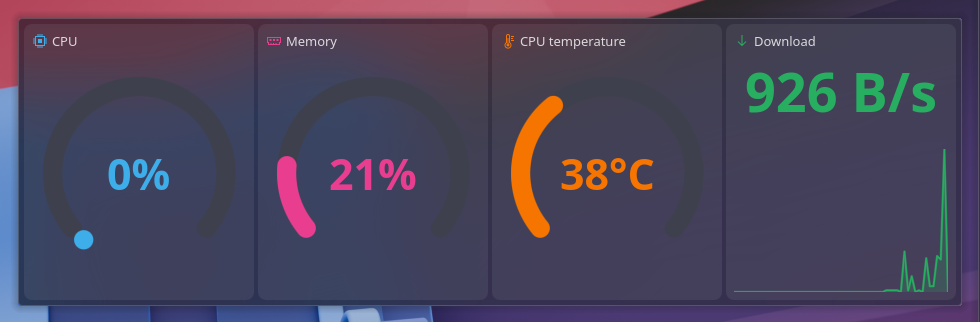 CPU
0%
Memory
21%
CPU temperature
38°C
Download
926 B/s